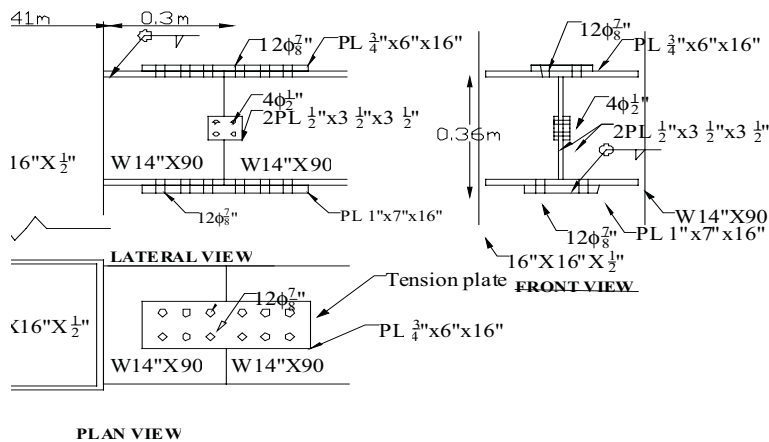 41m
0.3m
12ϕ7/8"
PL 3/4"x6"x16"
4ϕ1/2"
2PL 1/2"x3 1/2"x3 1/2"
16"X 1/2"
W14"X90
W14"X90
12ϕ7/8"
PL 1"x7"x16"
LATERAL VIEW
12ϕ7/8"
PL 3/4"x6"x16"
4ϕ1/2"
2PL 1/2"x3 1/2"x3 1/2"
0.36m
W14"X90
PL 1"x7"x16"
12ϕ7/8"
16"X16"X 1/2"
FRONT VIEW
Tension plate
12ϕ7/8"
X16"X 1/2"
PL 3/4"x6"x16"
W14"X90
W14"X90
PLAN VIEW